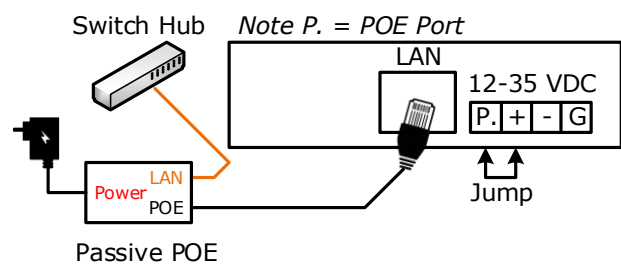 Switch Hub
Note P. = POE Port
LAN
12-35 VDC
P. + - G
Jump
LAN
Power
POE
Passive POE